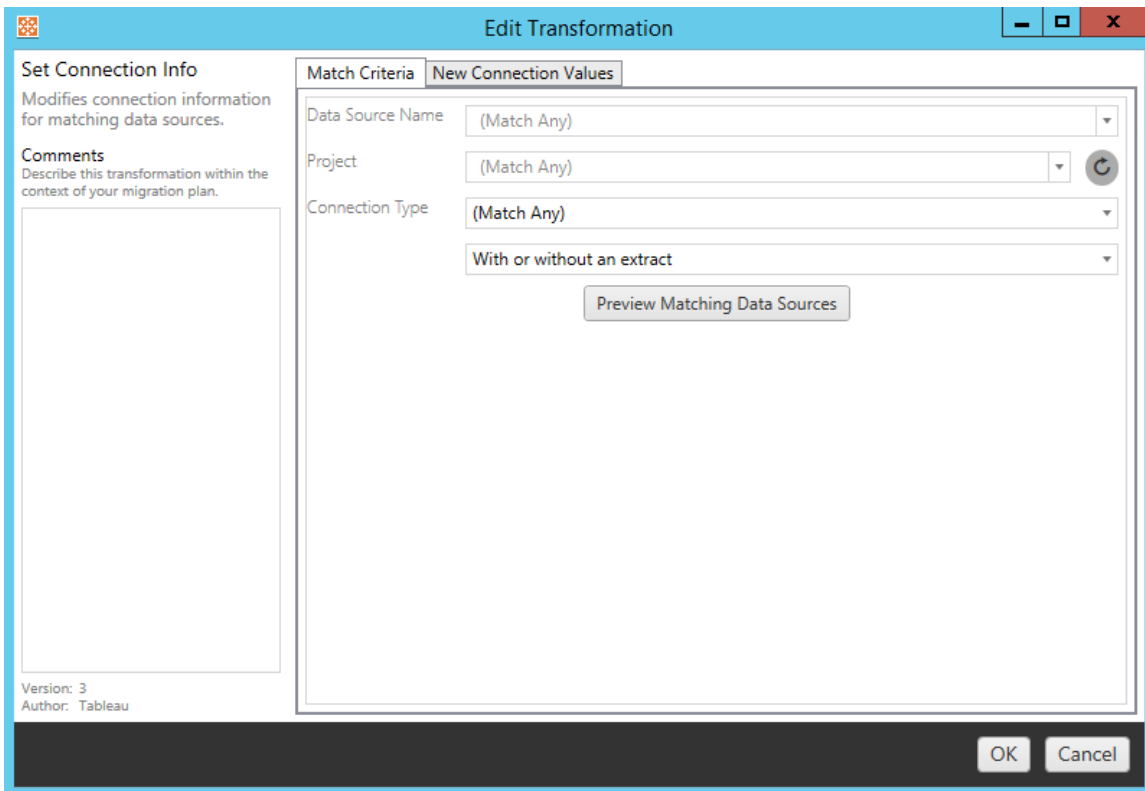 Edit Transformation
Set Connection Info
Modifies connection information
for matching data sources.
Comments
Describe this transformation within the
context of your migration plan.
Version: 3
Author: Tableau
Match Criteria
New Connection Values
Data Source Name
(Match Any)
Project
(Match Any)
Connection Type
(Match Any)
With or without an extract
Preview Matching Data Sources
OK
Cancel